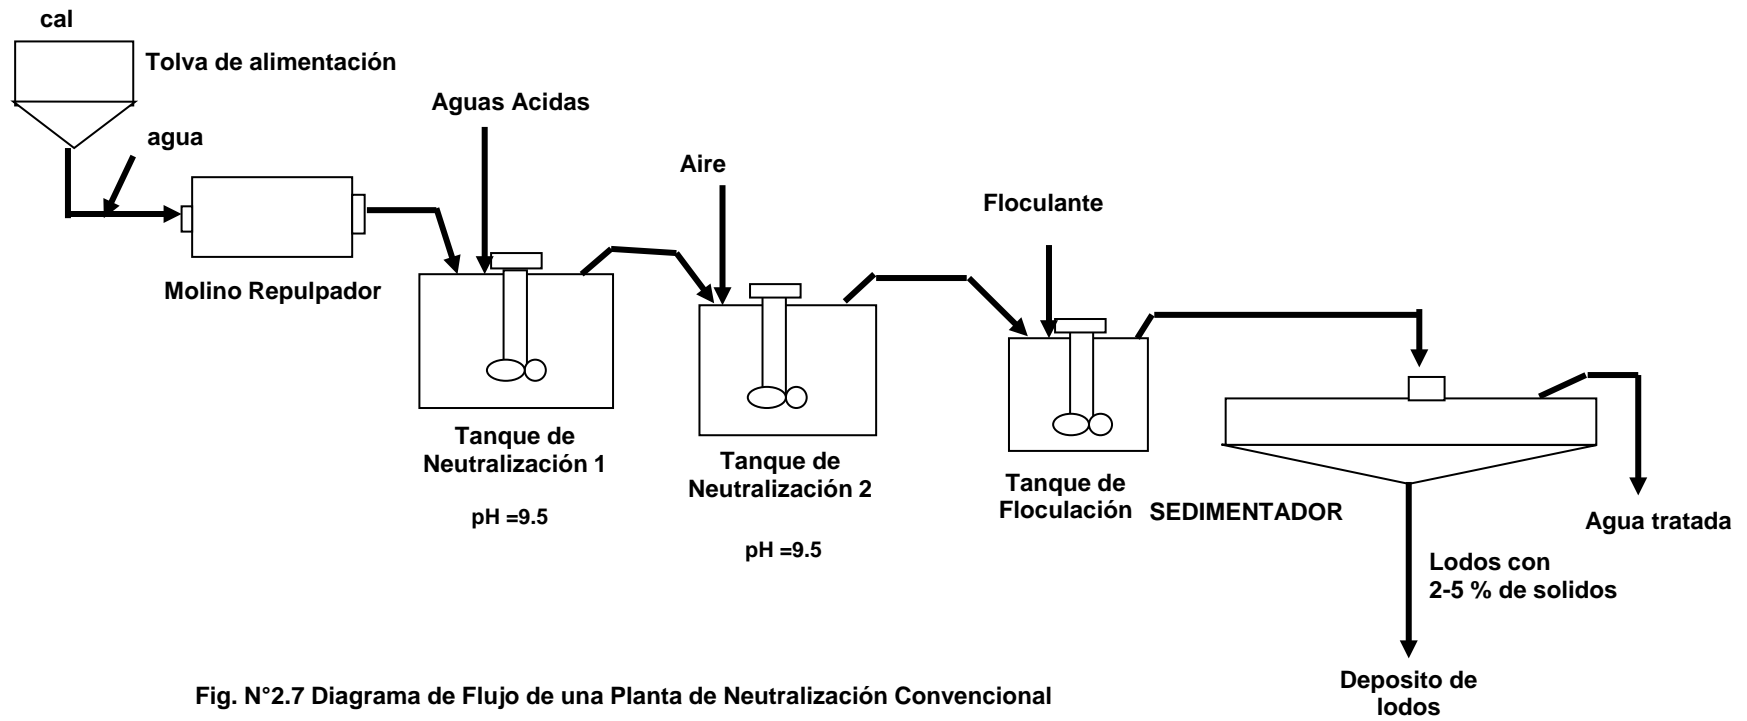 cal
Tolva de alimentación
agua
Molino Repulpador
Aguas Acidas
Tanque de
Neutralización 1
pH =9.5
Aire
Tanque de
Neutralización 2
pH =9.5
Floculante
Tanque de
Floculación
SEDIMENTADOR
Agua tratada
Lodos con
2-5 % de solidos
Deposito de
lodos
Fig. N°2.7 Diagrama de Flujo de una Planta de Neutralización Convencional